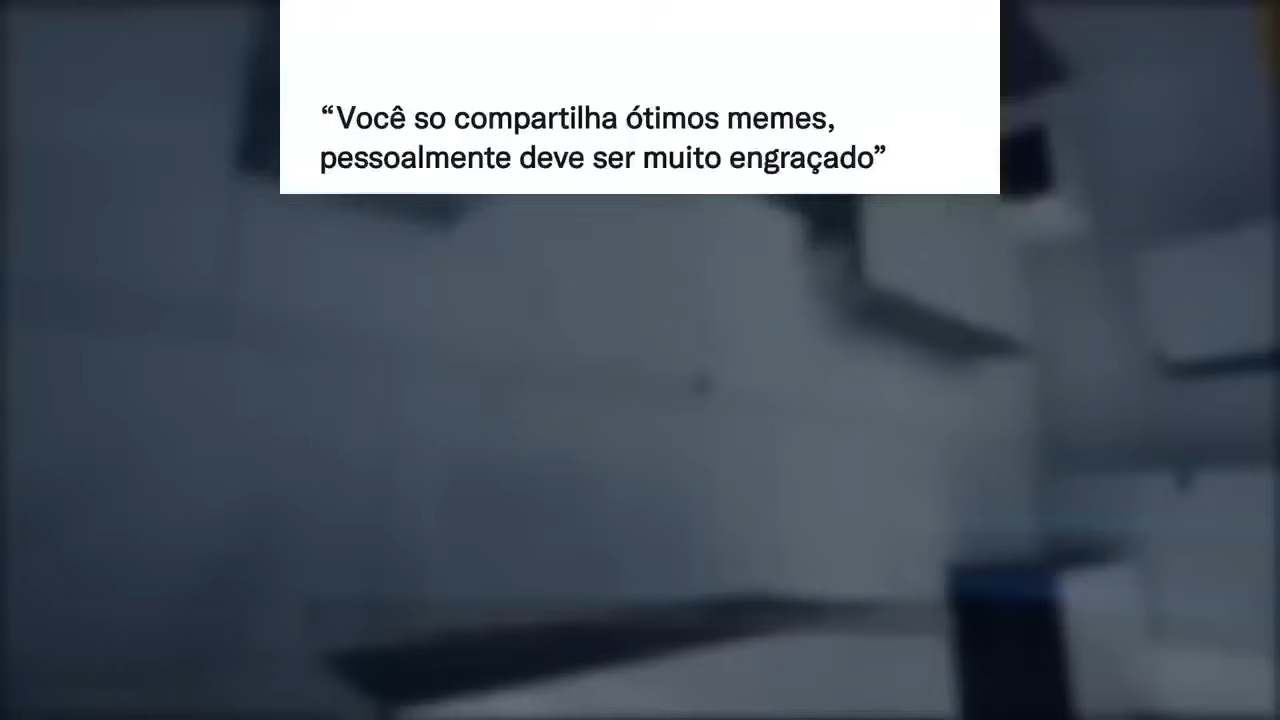 “Você so compartilha ótimos memes,
pessoalmente deve ser muito engraçado”